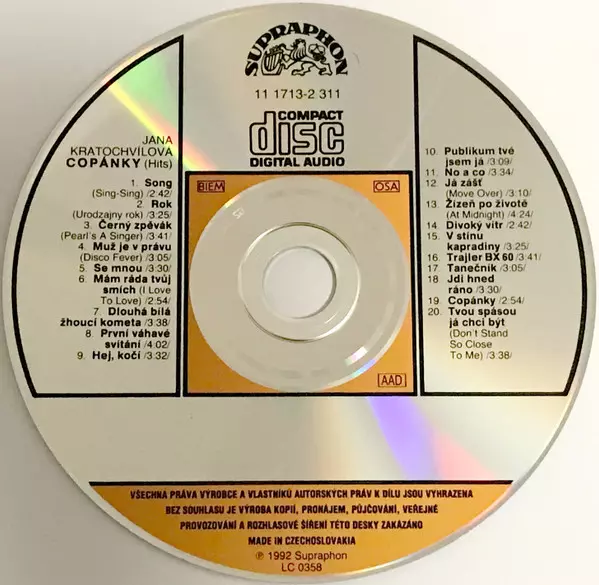 SUPRAPHON
11 1713-2 311
COMPACT
disc
DIGITAL AUDIO
JANA
KRATOCHVÍLOVA
COPÁNKY (Hits)
1. Song
(Sing-Sing) /2:42/
2. Rok
(Urodzajny rok) /3:25/
3. Černý zpěvák
(Pearl's A Singer) /3:41/
4. Muž je v právu
(Disco Fever) /3:05/
5. Se mnou /3:30/
6. Mám ráda tvůj
smích (I Love
To Love) /2:54/
7. Dlouhá bílá
žhoucí kometa /3:38/
8. První váhavé
svítání /4:02/
9. Hej, kočí /3:32/
BIEM
OSA
AAD
10. Publikum tvé
jsem já /3:09/
11. No a co /3:34/
12. Já zášť
(Move Over) /3:10/
13. Žízeň po životě
(At Midnight) /4:24/
14. Divoký vítr /2:42/
15. V stínu
kapradiny /3:25/
16. Trajler BX 60 /3:41/
17. Tanečník /3:05/
18. Jdi hned
ráno /3:30/
19. Copánky /2:54/
20. Tvou spásou
já chci být
(Don't Stand
So Close
To Me) /3:38/
VŠECHNA PRÁVA VÝROBCE A VLASTNÍKŮ AUTORSKÝCH PRÁV K DÍLU JSOU VYHRAZENA
BEZ SOUHLASU JE VÝROBA KOPIÍ, PRONÁJEM, PŮJČOVÁNÍ, VEŘEJNÉ
PROVOZOVÁNÍ A ROZHLASOVÉ ŠÍŘENÍ TÉTO DESKY ZAKÁZÁNO
MADE IN CZECHOSLOVAKIA
℗ 1992 Supraphon
LC 0358